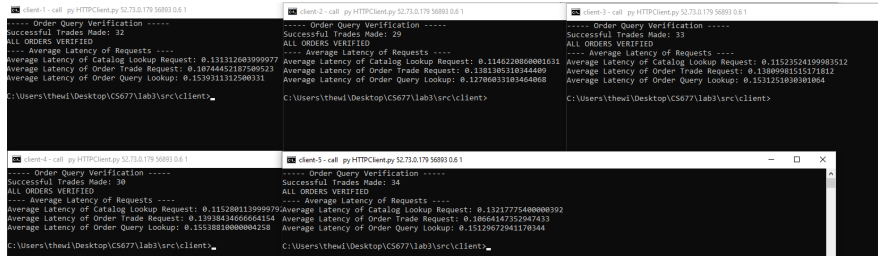 client-1 - call  py HTTPClient.py 52.73.0.179 56893 0.6 1
----- Order Query Verification -----
Successful Trades Made: 32
ALL ORDERS VERIFIED
---- Average Latency of Requests ----
Average Latency of Catalog Lookup Request: 0.131312603999977
Average Latency of Order Trade Request: 0.10744452187509523
Average Latency of Order Query Lookup: 0.1539311312500331
C:\Users\thewi\Desktop\CS677\lab3\src\client>
client-2 - call  py HTTPClient.py 52.73.0.179 56893 0.6 1
----- Order Query Verification -----
Successful Trades Made: 29
ALL ORDERS VERIFIED
---- Average Latency of Requests ----
Average Latency of Catalog Lookup Request: 0.1146220860001631
Average Latency of Order Trade Request: 0.1381305310344409
Average Latency of Order Query Lookup: 0.12706033103464068
C:\Users\thewi\Desktop\CS677\lab3\src\client>
client-3 - call  py HTTPClient.py 52.73.0.179 56893 0.6 1
----- Order Query Verification -----
Successful Trades Made: 33
ALL ORDERS VERIFIED
---- Average Latency of Requests ----
Average Latency of Catalog Lookup Request: 0.11523524199983512
Average Latency of Order Trade Request: 0.13809981515171812
Average Latency of Order Query Lookup: 0.1531251030301064
C:\Users\thewi\Desktop\CS677\lab3\src\client>
client-4 - call  py HTTPClient.py 52.73.0.179 56893 0.6 1
----- Order Query Verification -----
Successful Trades Made: 30
ALL ORDERS VERIFIED
---- Average Latency of Requests ----
Average Latency of Catalog Lookup Request: 0.115280113999979
Average Latency of Order Trade Request: 0.13938434666664154
Average Latency of Order Query Lookup: 0.15538810000004258
C:\Users\thewi\Desktop\CS677\lab3\src\client>
client-5 - call  py HTTPClient.py 52.73.0.179 56893 0.6 1
----- Order Query Verification -----
Successful Trades Made: 34
ALL ORDERS VERIFIED
---- Average Latency of Requests ----
Average Latency of Catalog Lookup Request: 0.13217775400000392
Average Latency of Order Trade Request: 0.10664147352947433
Average Latency of Order Query Lookup: 0.15129672941170344
C:\Users\thewi\Desktop\CS677\lab3\src\client>